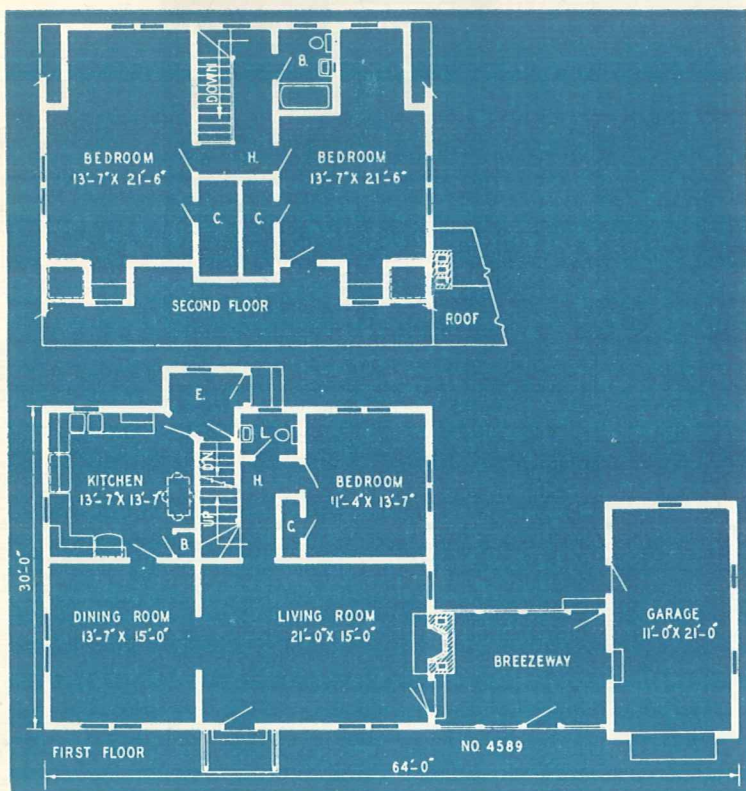 B.
DOWN
BEDROOM
13'-7" X 21'-6"
H.
BEDROOM
13'-7" X 21'-6"
C.
C.
SECOND FLOOR
ROOF
E.
L.
KITCHEN
13'-7" X 13'-7"
DN
UP
H.
BEDROOM
11'-4" X 13'-7"
C.
B.
30'-0"
DINING ROOM
13'-7" X 15'-0"
LIVING ROOM
21'-0" X 15'-0"
BREEZEWAY
GARAGE
11'-0" X 21'-0"
FIRST FLOOR
NO. 4589
64'-0"